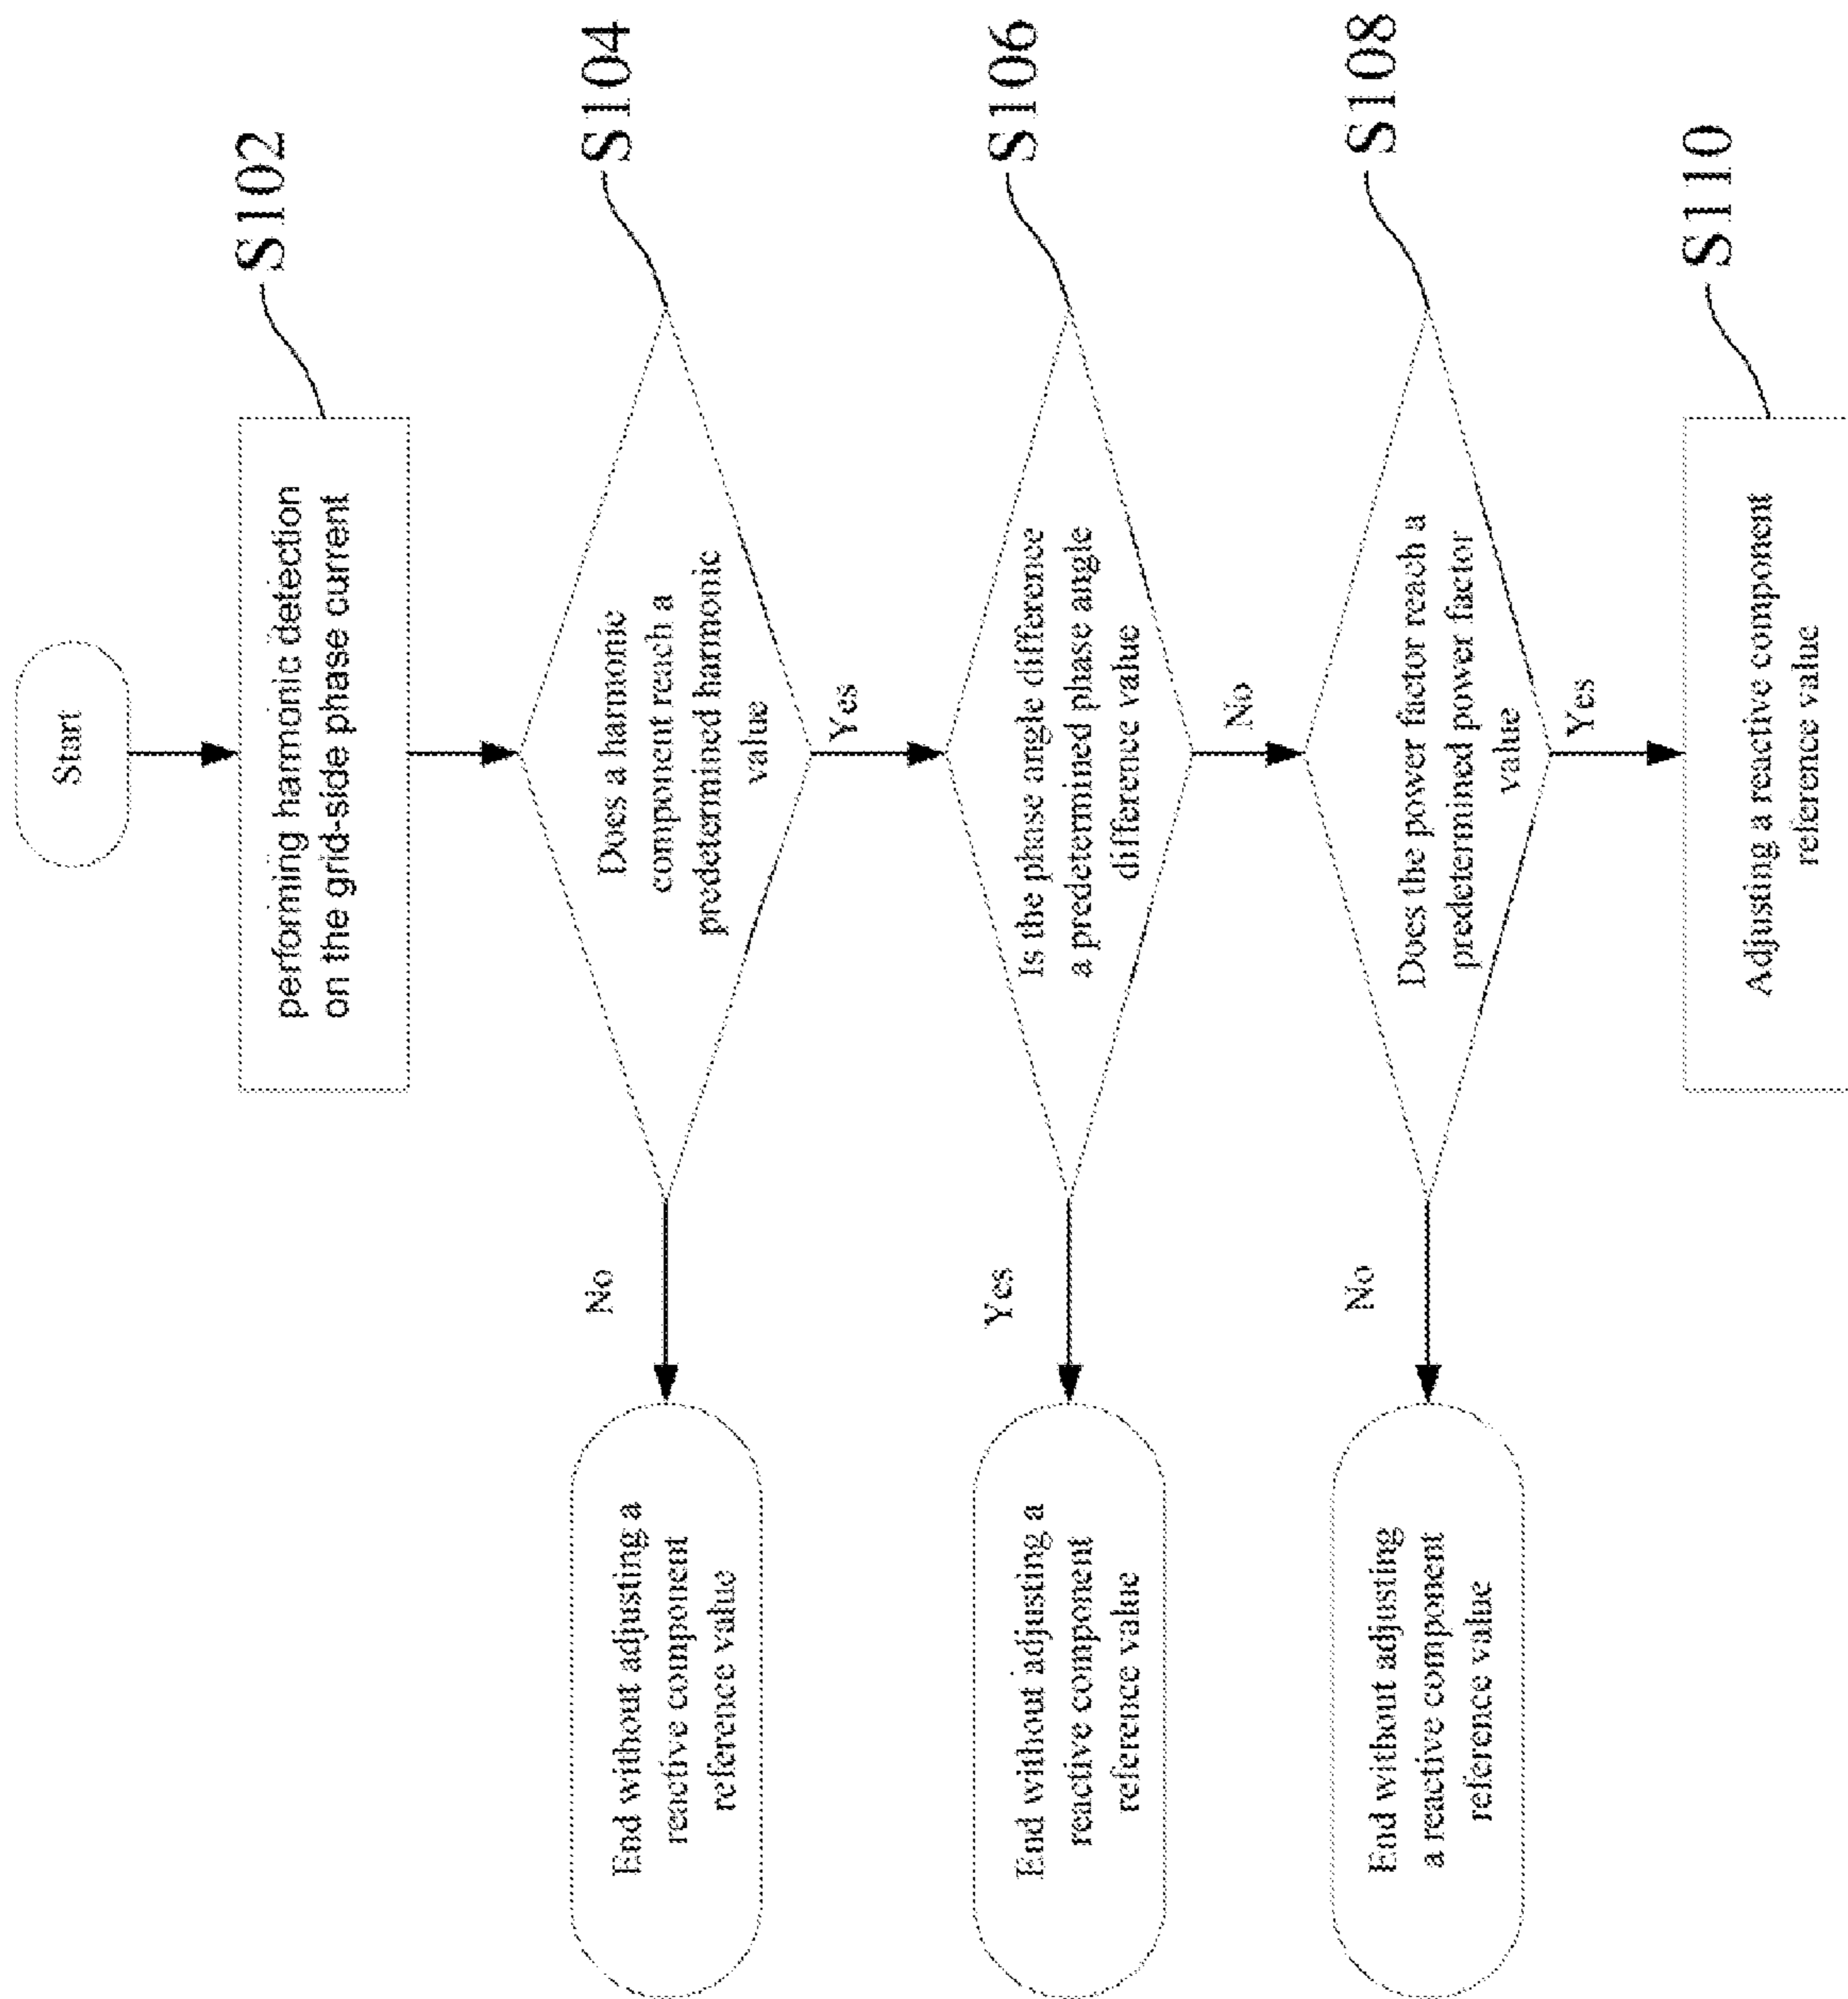 Start
performing harmonic detection
on the grid-side phase current
S102
Does a harmonic
component reach a
predetermined harmonic
value
S104
No
End without adjusting a
reactive component
reference value
Yes
Is the phase angle difference
a predetermined phase angle
difference value
S106
Yes
End without adjusting a
reactive component
reference value
No
Does the power factor reach a
predetermined power factor
value
S108
No
End without adjusting
a reactive component
reference value
Yes
Adjusting a reactive component
reference value
S110